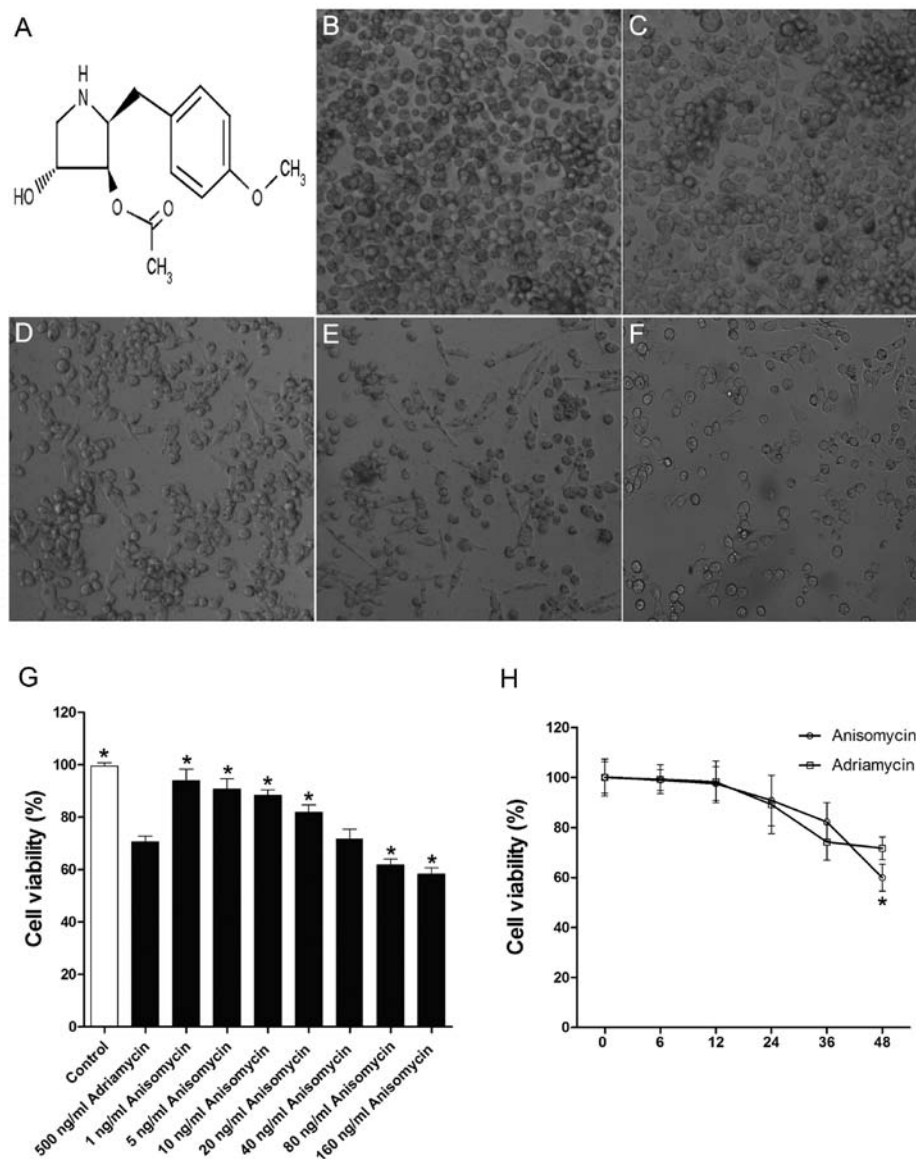 A
H
N
HO
O
O
CH3
O
CH3
B
C
D
E
F
G
Cell viability (%)
120
100
80
60
40
20
0
Control
500 ng/ml Adriamycin
1 ng/ml Anisomycin
5 ng/ml Anisomycin
10 ng/ml Anisomycin
20 ng/ml Anisomycin
40 ng/ml Anisomycin
80 ng/ml Anisomycin
160 ng/ml Anisomycin
* * * * * * *
H
Cell viability (%)
120
100
80
60
40
20
0
0 6 12 24 36 48
Anisomycin
Adriamycin
*